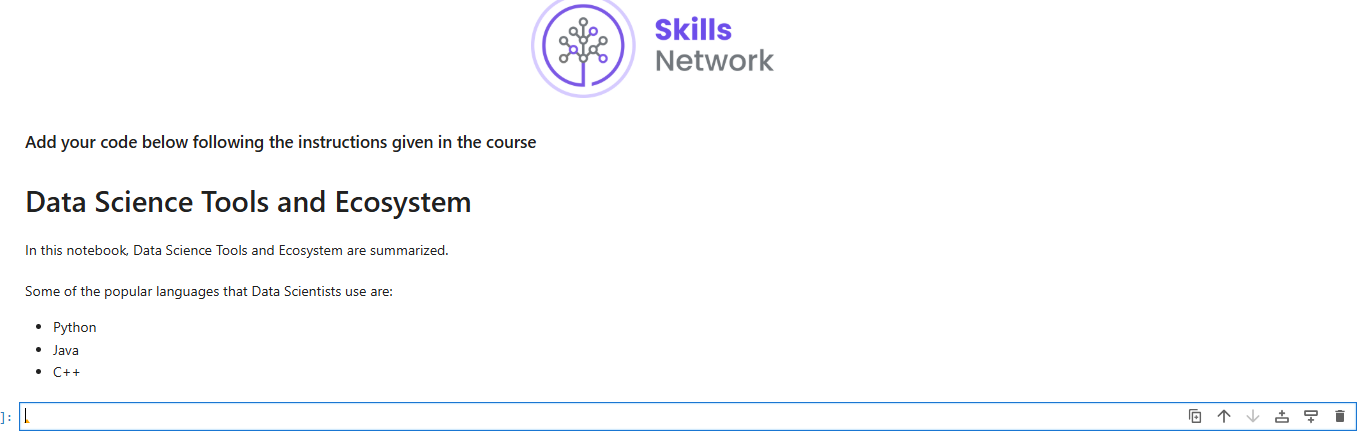 Skills
Network
Add your code below following the instructions given in the course
Data Science Tools and Ecosystem
In this notebook, Data Science Tools and Ecosystem are summarized.
Some of the popular languages that Data Scientists use are:
• Python
• Java
• C++
]: